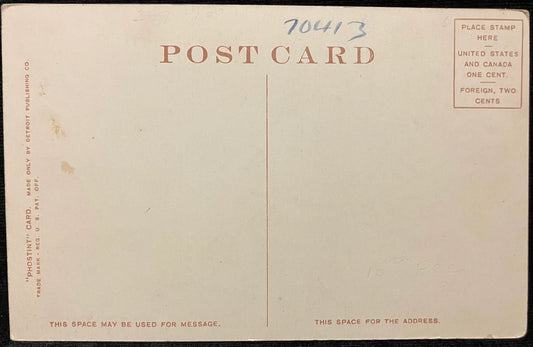 70413
POST CARD
PLACE STAMP
HERE
—
UNITED STATES
AND CANADA
ONE CENT.
—
FOREIGN, TWO
CENTS
"PHOSTINT" CARD. MADE ONLY BY DETROIT PUBLISHING CO.
TRADE MARK - REG. U. S. PAT. OFF.
THIS SPACE MAY BE USED FOR MESSAGE.
THIS SPACE FOR THE ADDRESS.